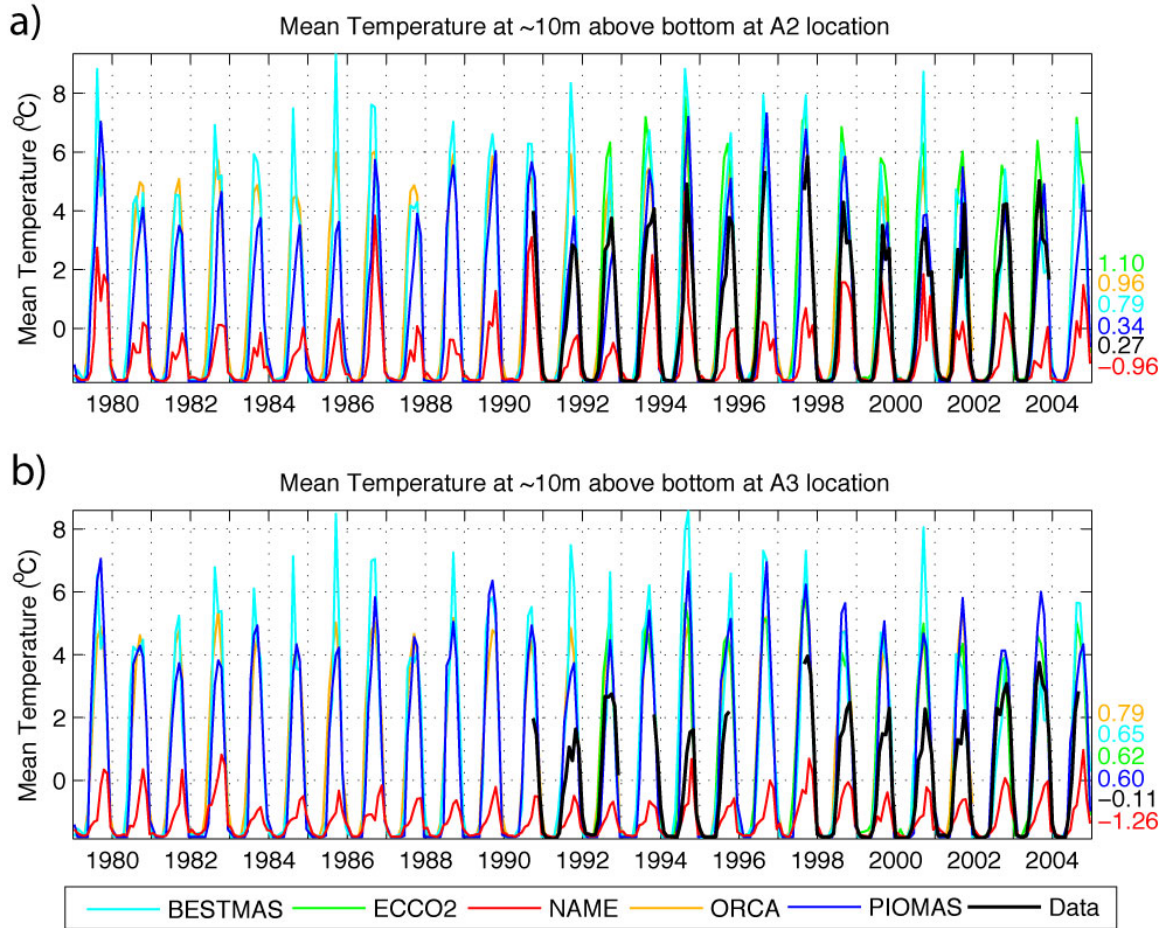 a)
Mean Temperature at ~10m above bottom at A2 location
Mean Temperature (⁰C)
8
6
4
2
0
1.10
0.96
0.79
0.34
0.27
−0.96
1980 1982 1984 1986 1988 1990 1992 1994 1996 1998 2000 2002 2004
b)
Mean Temperature at ~10m above bottom at A3 location
Mean Temperature (⁰C)
8
6
4
2
0
0.79
0.65
0.62
0.60
−0.11
−1.26
1980 1982 1984 1986 1988 1990 1992 1994 1996 1998 2000 2002 2004
BESTMAS ECCO2 NAME ORCA PIOMAS Data